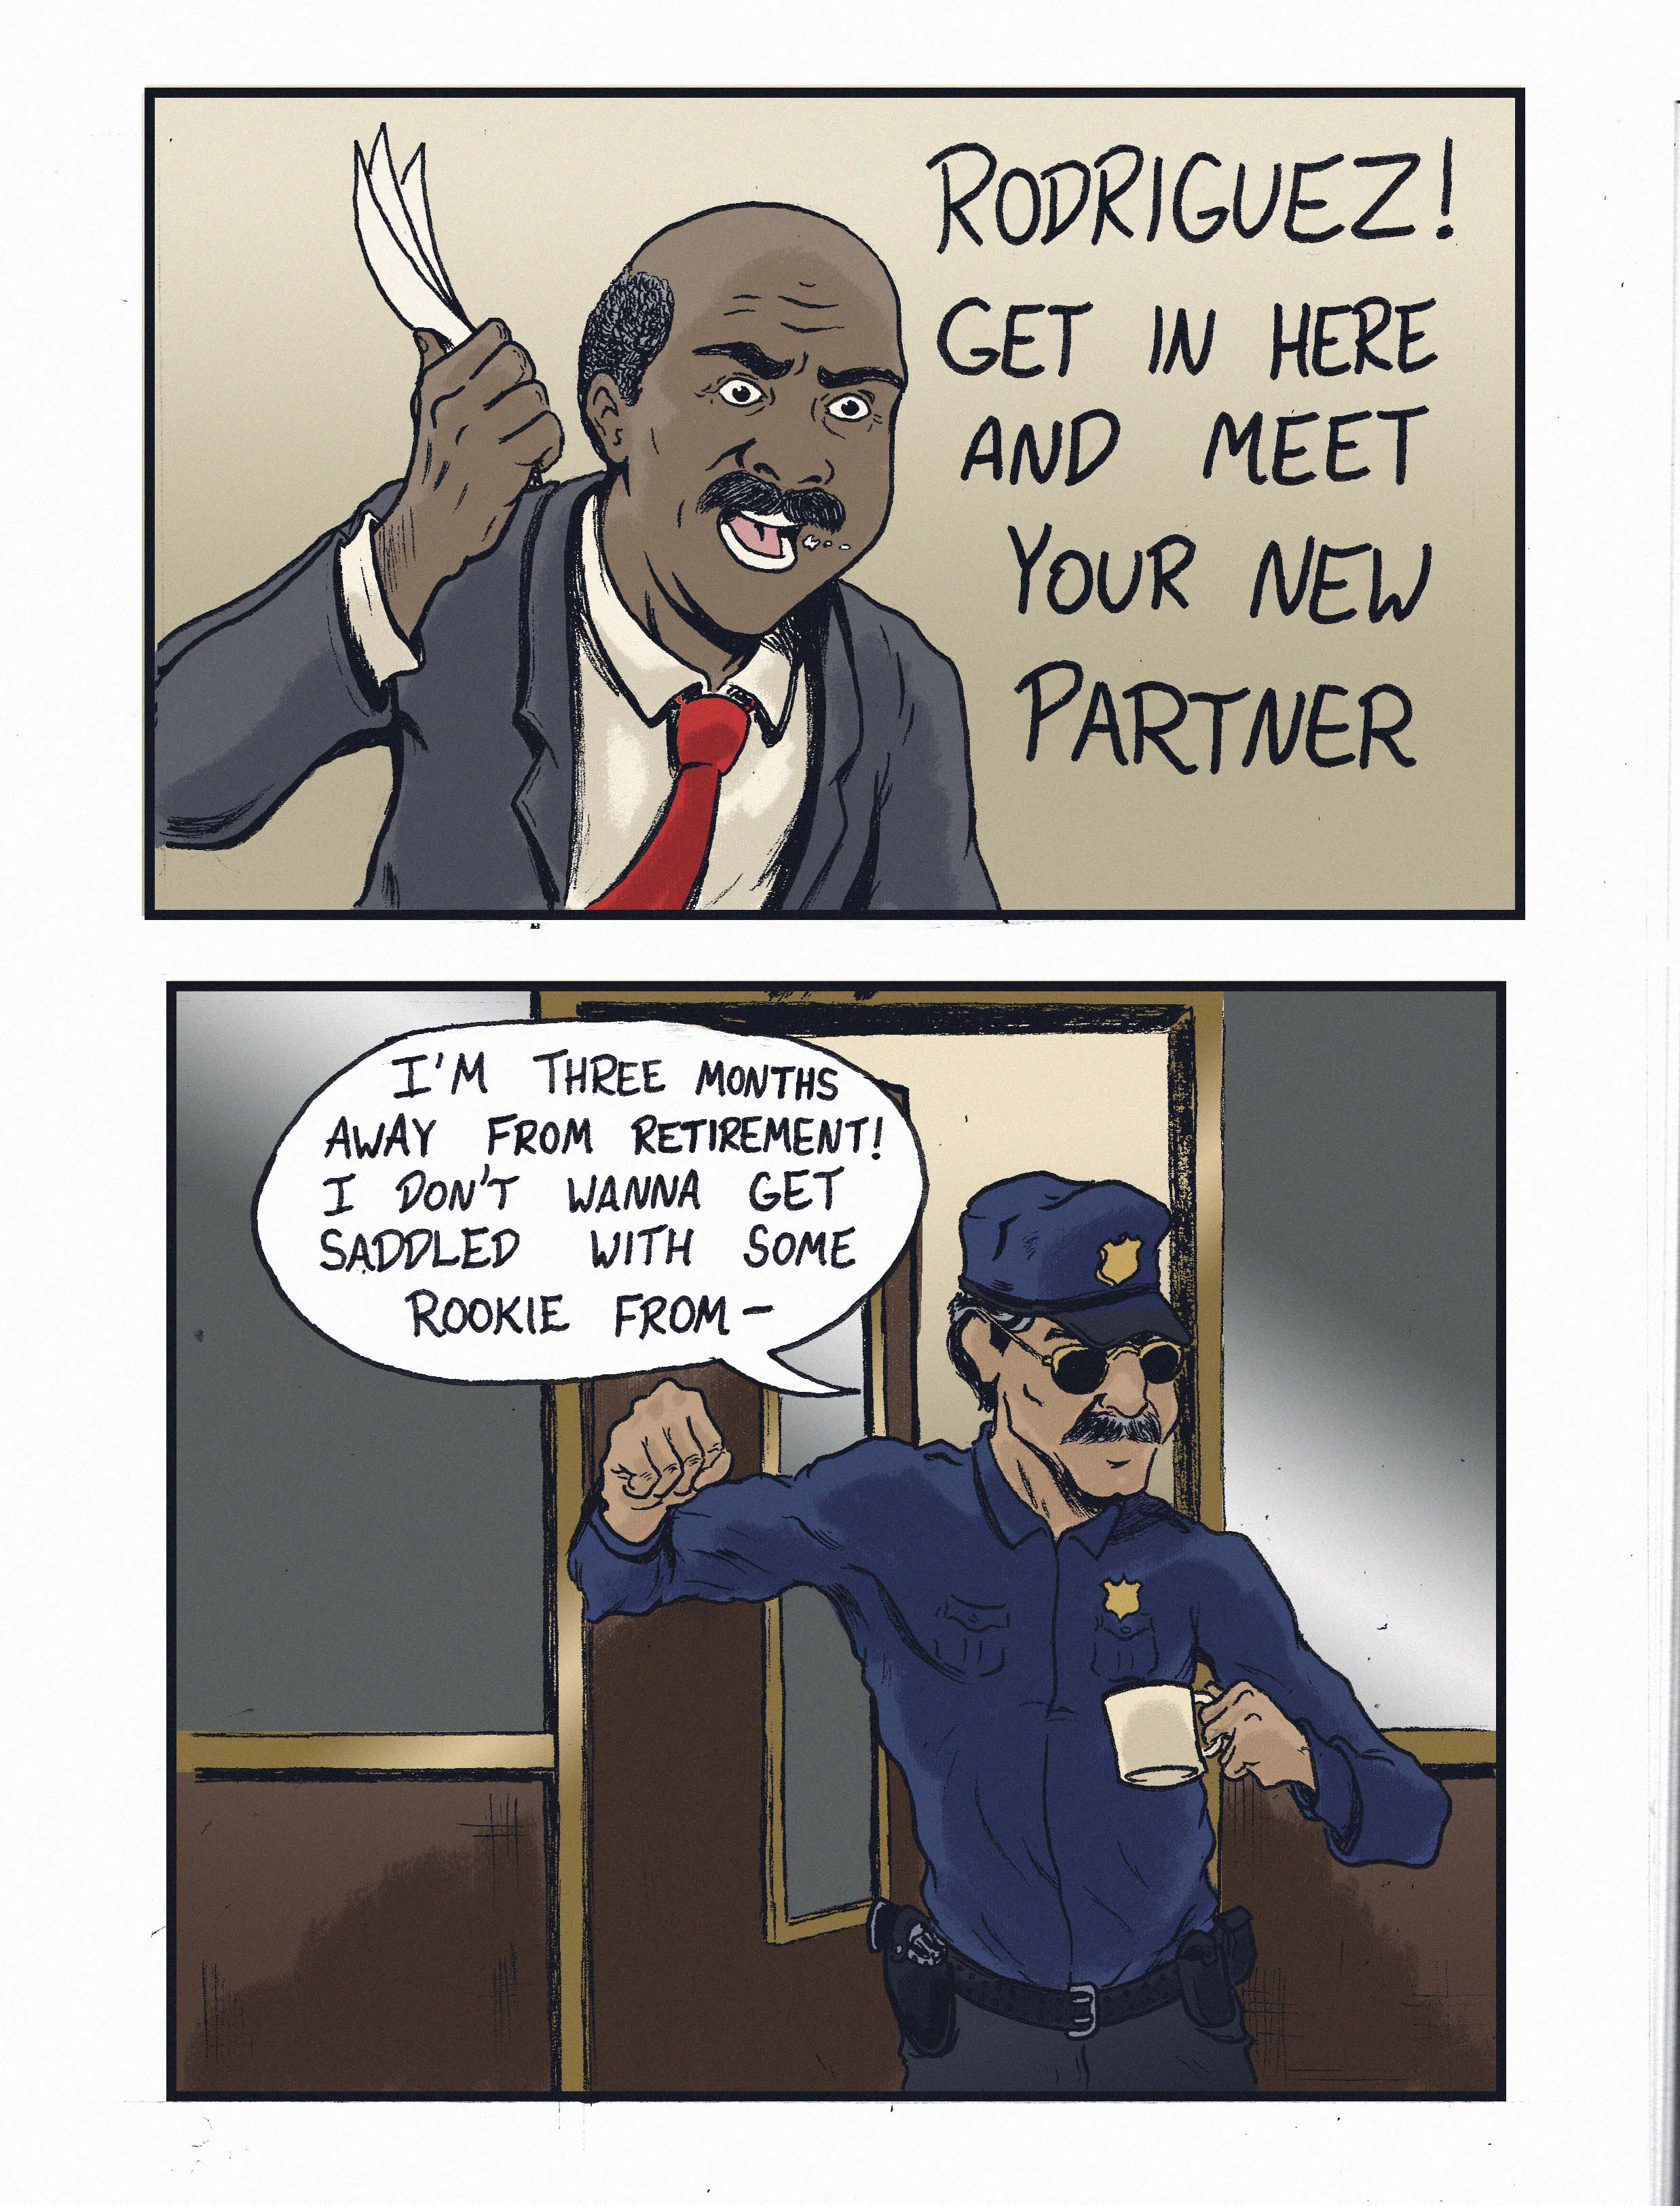 RODRIGUEZ!
GET IN HERE
AND MEET
YOUR NEW
PARTNER
I'M THREE MONTHS
AWAY FROM RETIREMENT!
I DON'T WANNA GET
SADDLED WITH SOME
ROOKIE FROM-